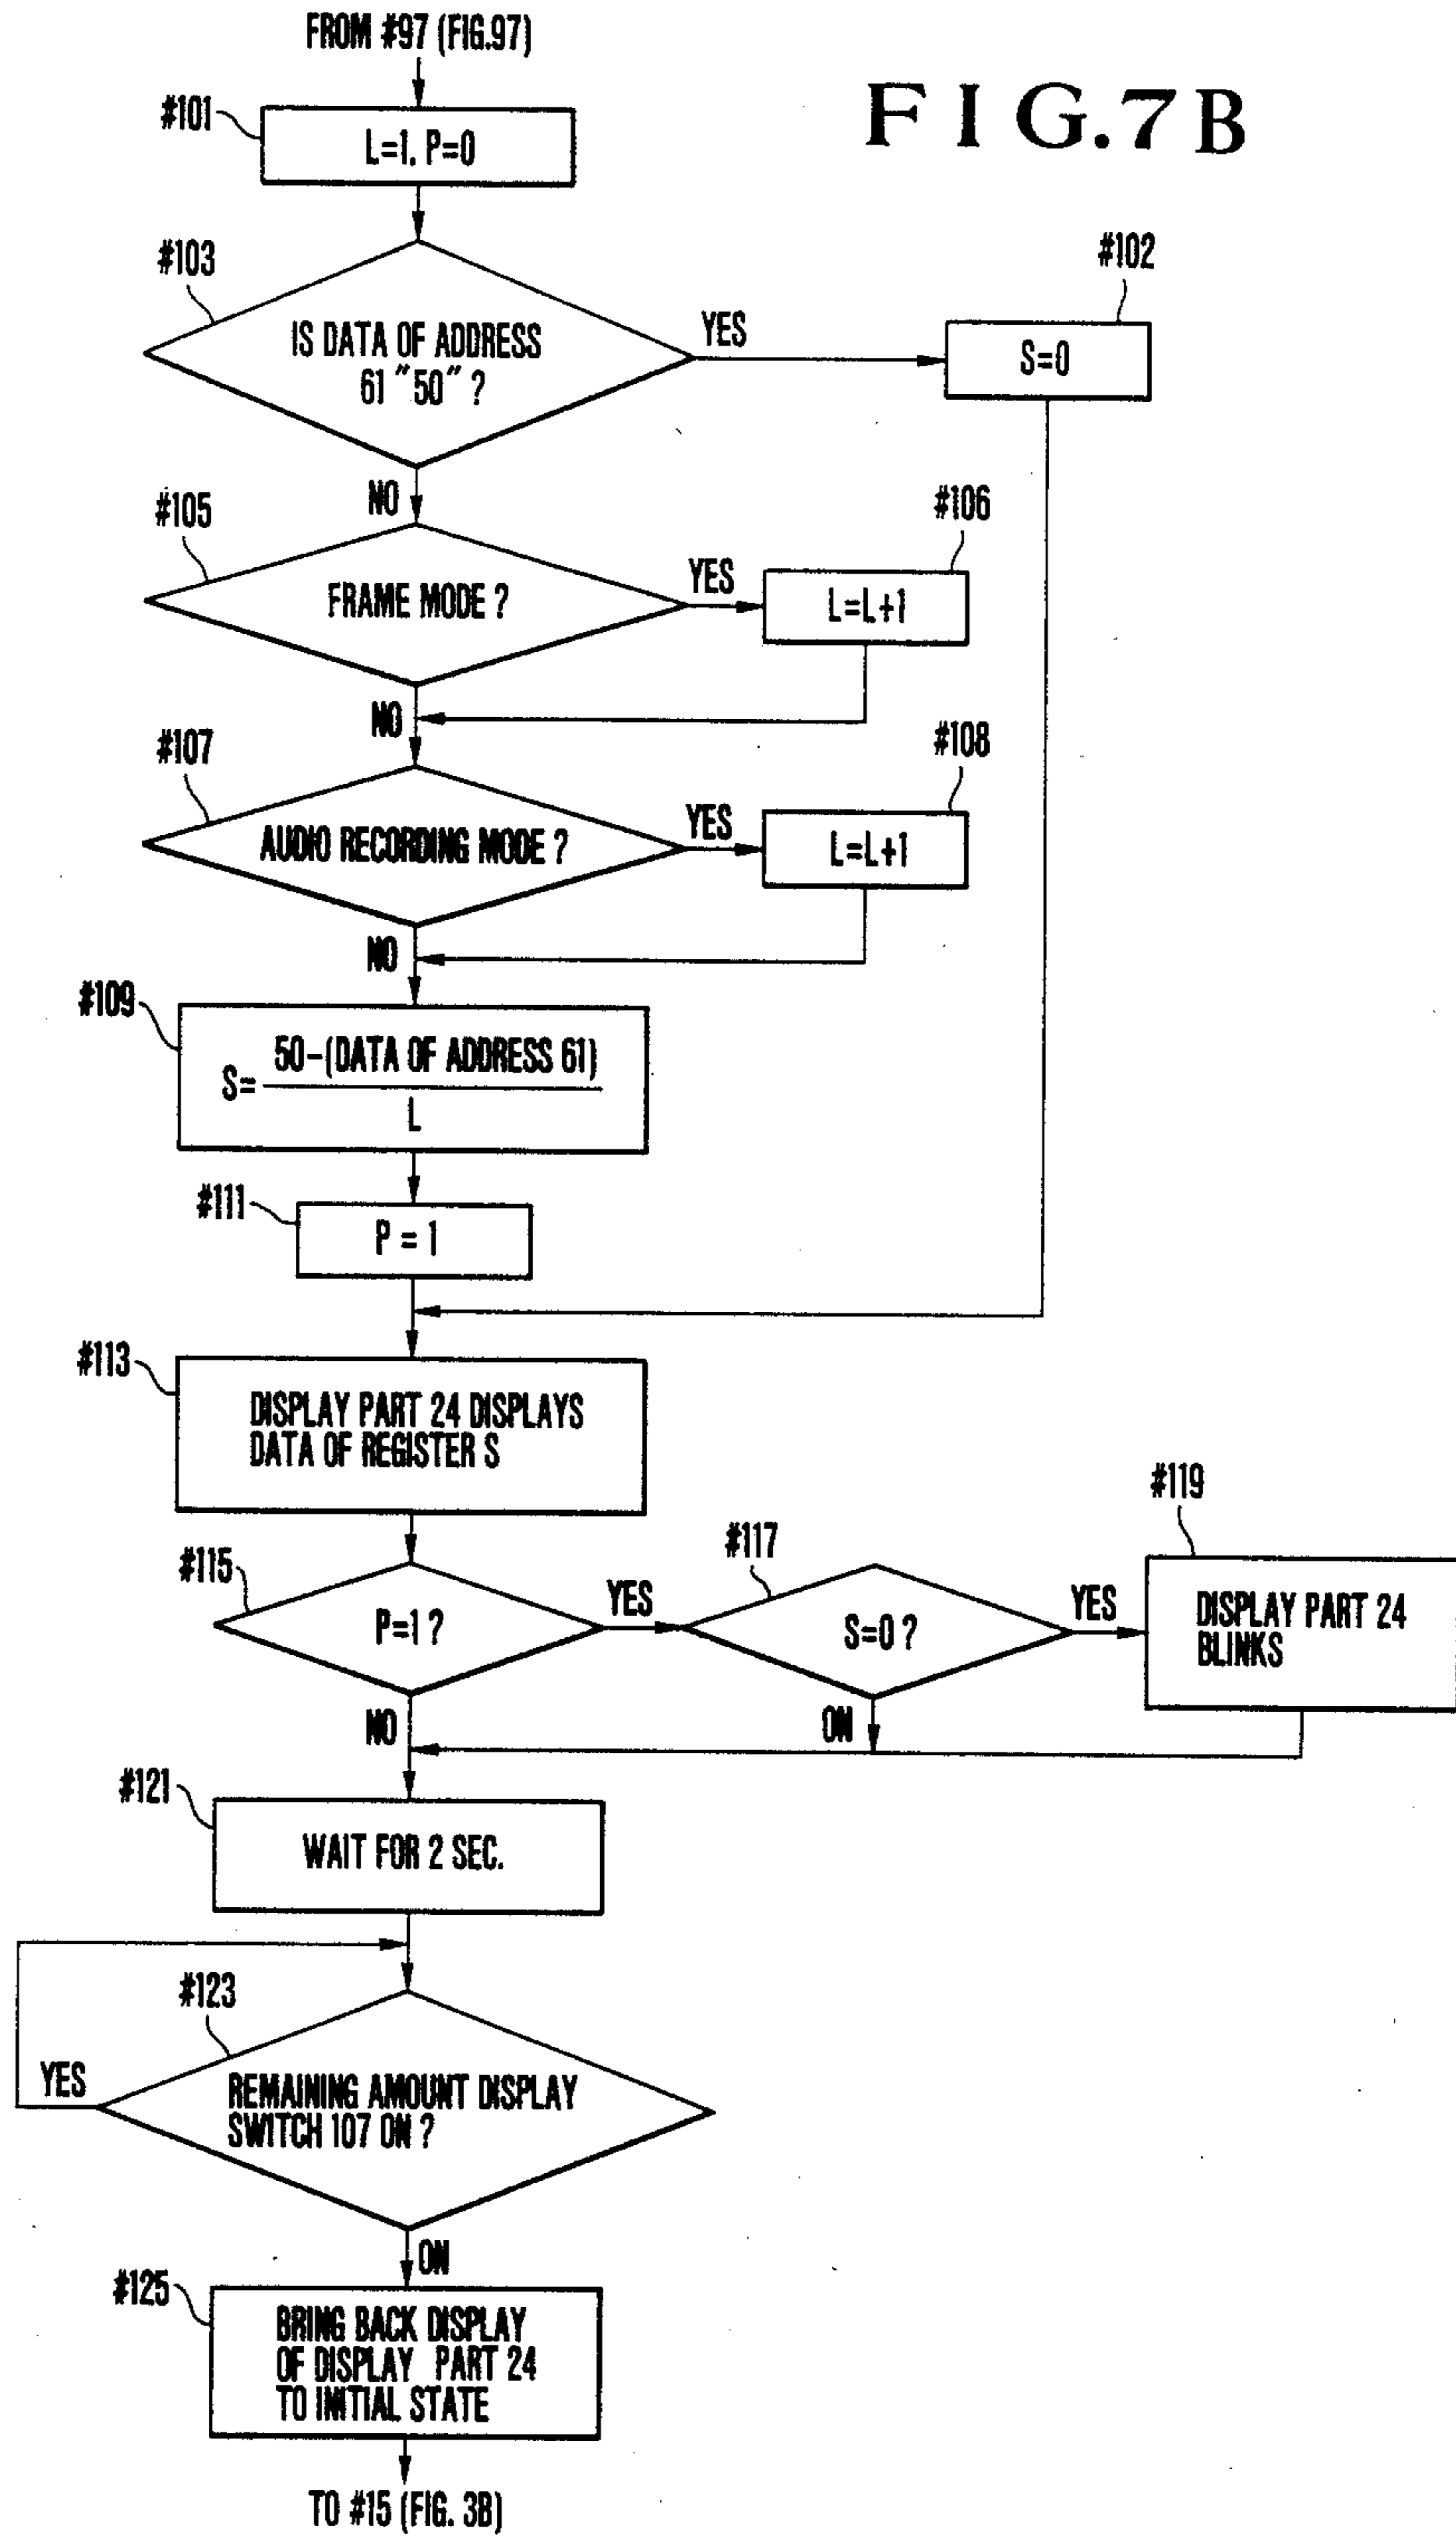 FROM #97 (FIG.97)
FIG.7B
#101
L=1. P=0
#103
IS DATA OF ADDRESS
61 "50" ?
YES
#102
S=0
NO
#105
FRAME MODE ?
YES
#106
L=L+1
NO
#107
AUDIO RECORDING MODE ?
YES
#108
L=L+1
NO
#109
S= 50-(DATA OF ADDRESS 61)
L
#111
P = 1
#113
DISPLAY PART 24 DISPLAYS
DATA OF REGISTER S
#115
P=1 ?
YES
#117
S=0 ?
YES
#119
DISPLAY PART 24
BLINKS
NO
ON
#121
WAIT FOR 2 SEC.
#123
REMAINING AMOUNT DISPLAY
SWITCH 107 ON ?
YES
ON
#125
BRING BACK DISPLAY
OF DISPLAY PART 24
TO INITIAL STATE
TO #15 (FIG. 3B)